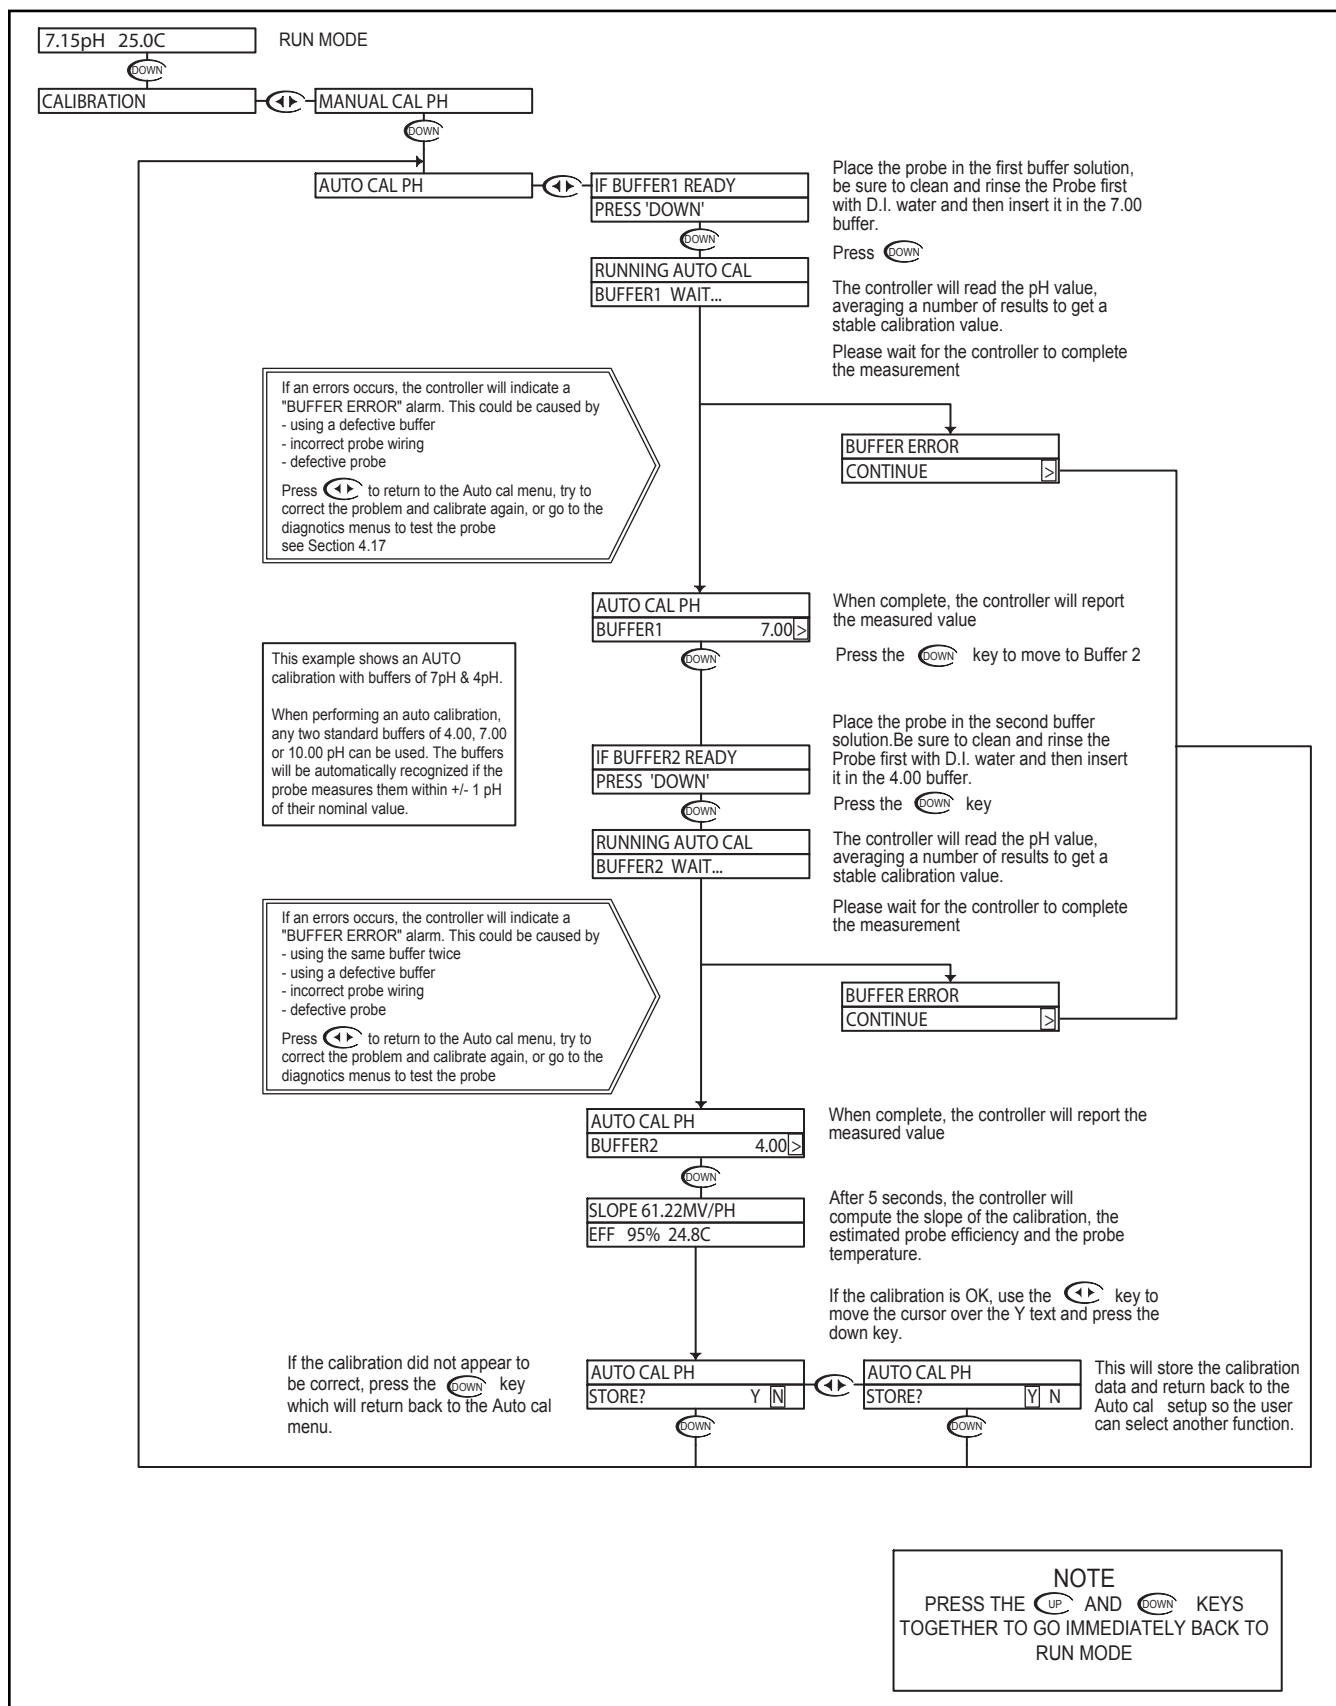 7.15pH 25.0C
RUN MODE
DOWN
CALIBRATION
MANUAL CAL PH
DOWN
AUTO CAL PH
IF BUFFER1 READY
PRESS 'DOWN'
Place the probe in the first buffer solution,
be sure to clean and rinse the Probe first
with D.I. water and then insert it in the 7.00
buffer.
DOWN
Press DOWN
RUNNING AUTO CAL
BUFFER1 WAIT...
The controller will read the pH value,
averaging a number of results to get a
stable calibration value.
Please wait for the controller to complete
the measurement
If an errors occurs, the controller will indicate a
"BUFFER ERROR" alarm. This could be caused by
- using a defective buffer
- incorrect probe wiring
- defective probe
Press to return to the Auto cal menu, try to
correct the problem and calibrate again, or go to the
diagnotics menus to test the probe
see Section 4.17
BUFFER ERROR
CONTINUE >
AUTO CAL PH
BUFFER1 7.00 >
When complete, the controller will report
the measured value
DOWN
Press the DOWN key to move to Buffer 2
This example shows an AUTO
calibration with buffers of 7pH & 4pH.
When performing an auto calibration,
any two standard buffers of 4.00, 7.00
or 10.00 pH can be used. The buffers
will be automatically recognized if the
probe measures them within +/- 1 pH
of their nominal value.
IF BUFFER2 READY
PRESS 'DOWN'
Place the probe in the second buffer
solution.Be sure to clean and rinse the
Probe first with D.I. water and then insert
it in the 4.00 buffer.
DOWN
Press the DOWN key
RUNNING AUTO CAL
BUFFER2 WAIT...
The controller will read the pH value,
averaging a number of results to get a
stable calibration value.
Please wait for the controller to complete
the measurement
If an errors occurs, the controller will indicate a
"BUFFER ERROR" alarm. This could be caused by
- using the same buffer twice
- using a defective buffer
- incorrect probe wiring
- defective probe
Press to return to the Auto cal menu, try to
correct the problem and calibrate again, or go to the
diagnotics menus to test the probe
BUFFER ERROR
CONTINUE >
AUTO CAL PH
BUFFER2 4.00 >
When complete, the controller will report the
measured value
DOWN
SLOPE 61.22MV/PH
EFF 95% 24.8C
After 5 seconds, the controller will
compute the slope of the calibration, the
estimated probe efficiency and the probe
temperature.
If the calibration is OK, use the key to
move the cursor over the Y text and press the
down key.
If the calibration did not appear to
be correct, press the DOWN key
which will return back to the Auto cal
menu.
AUTO CAL PH
STORE? Y N
DOWN
AUTO CAL PH
STORE? Y N
DOWN
This will store the calibration
data and return back to the
Auto cal setup so the user
can select another function.
NOTE
PRESS THE UP AND DOWN KEYS
TOGETHER TO GO IMMEDIATELY BACK TO
RUN MODE